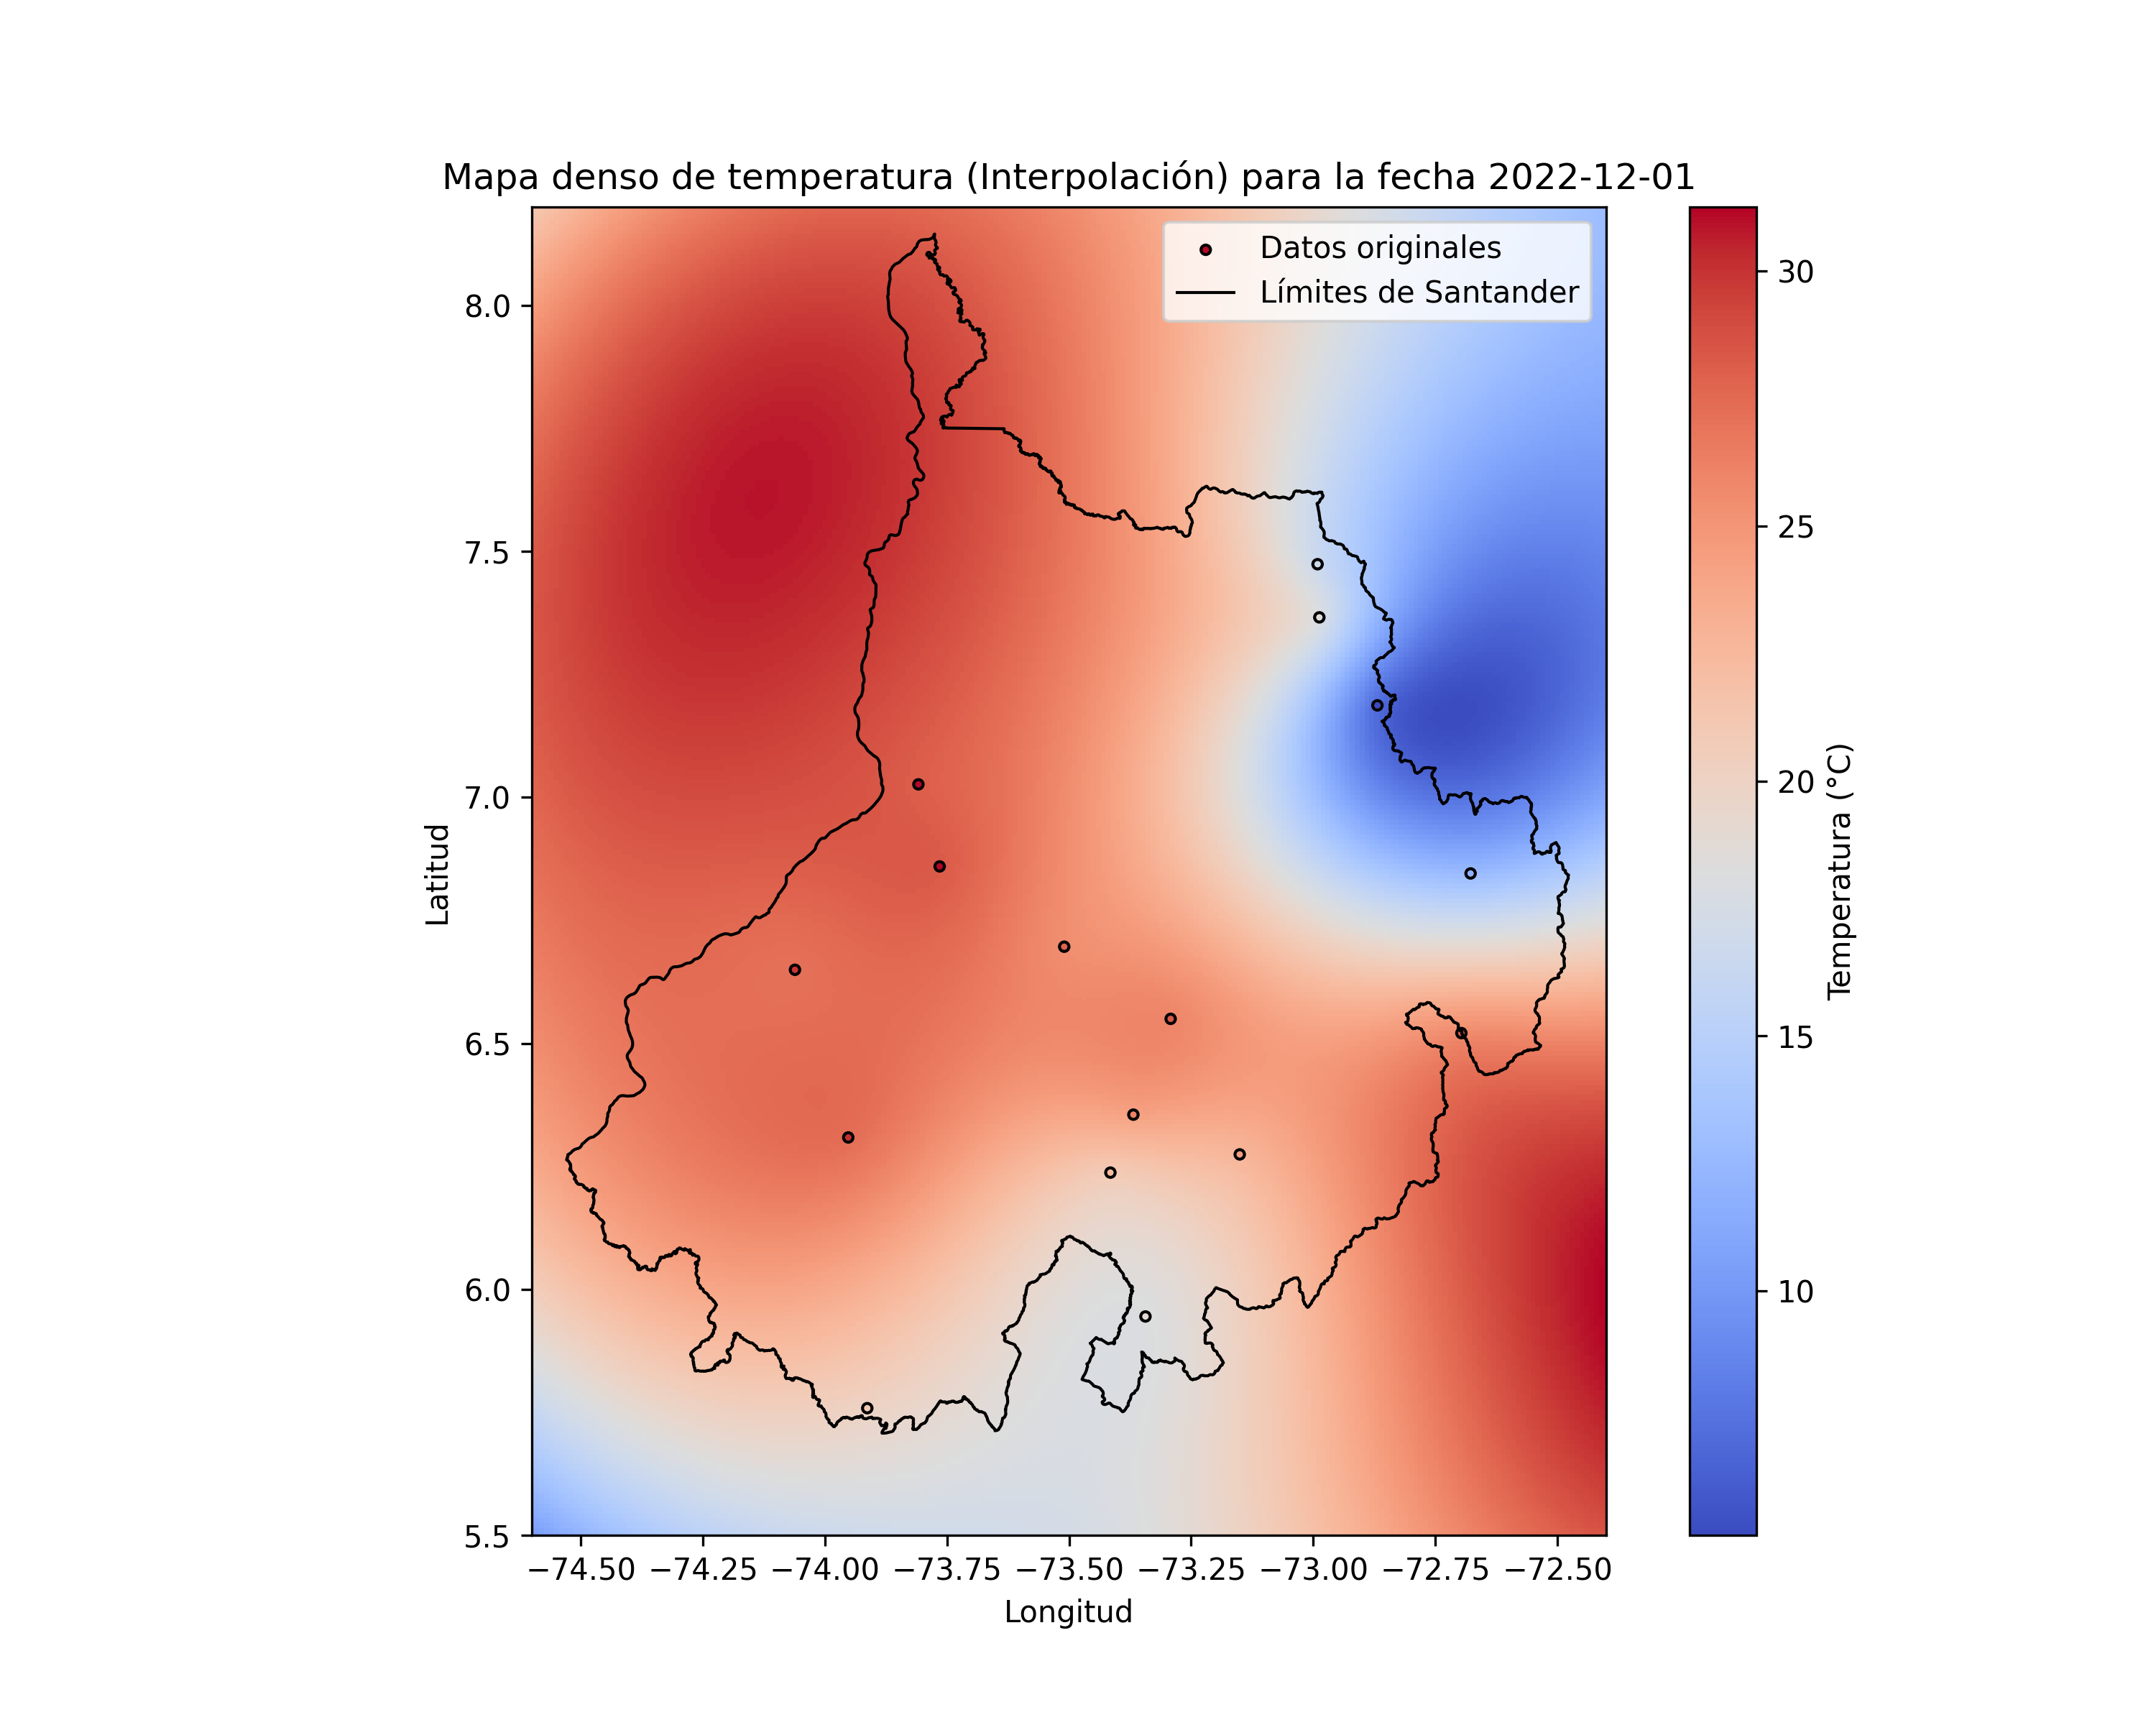 Mapa denso de temperatura (Interpolación) para la fecha 2022-12-01
Datos originales
Límites de Santander
8.0
7.5
7.0
6.5
6.0
5.5
Latitud
−74.50 −74.25 −74.00 −73.75 −73.50 −73.25 −73.00 −72.75 −72.50
Longitud
30
25
20
15
10
Temperatura (°C)